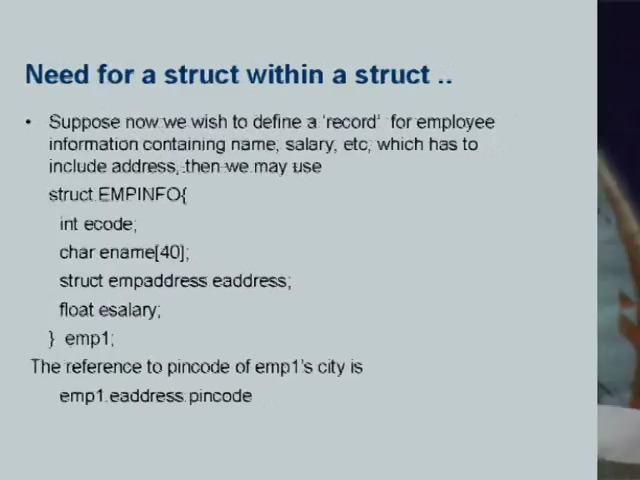 Need for a struct within a struct ..
• Suppose now we wish to define a 'record' for employee
information containing name, salary, etc, which has to
include address, then we may use
struct EMPINFO{
int ecode;
char ename[40];
struct empaddress eaddress;
float esalary;
} emp1;
The reference to pincode of emp1's city is
emp1.eaddress.pincode